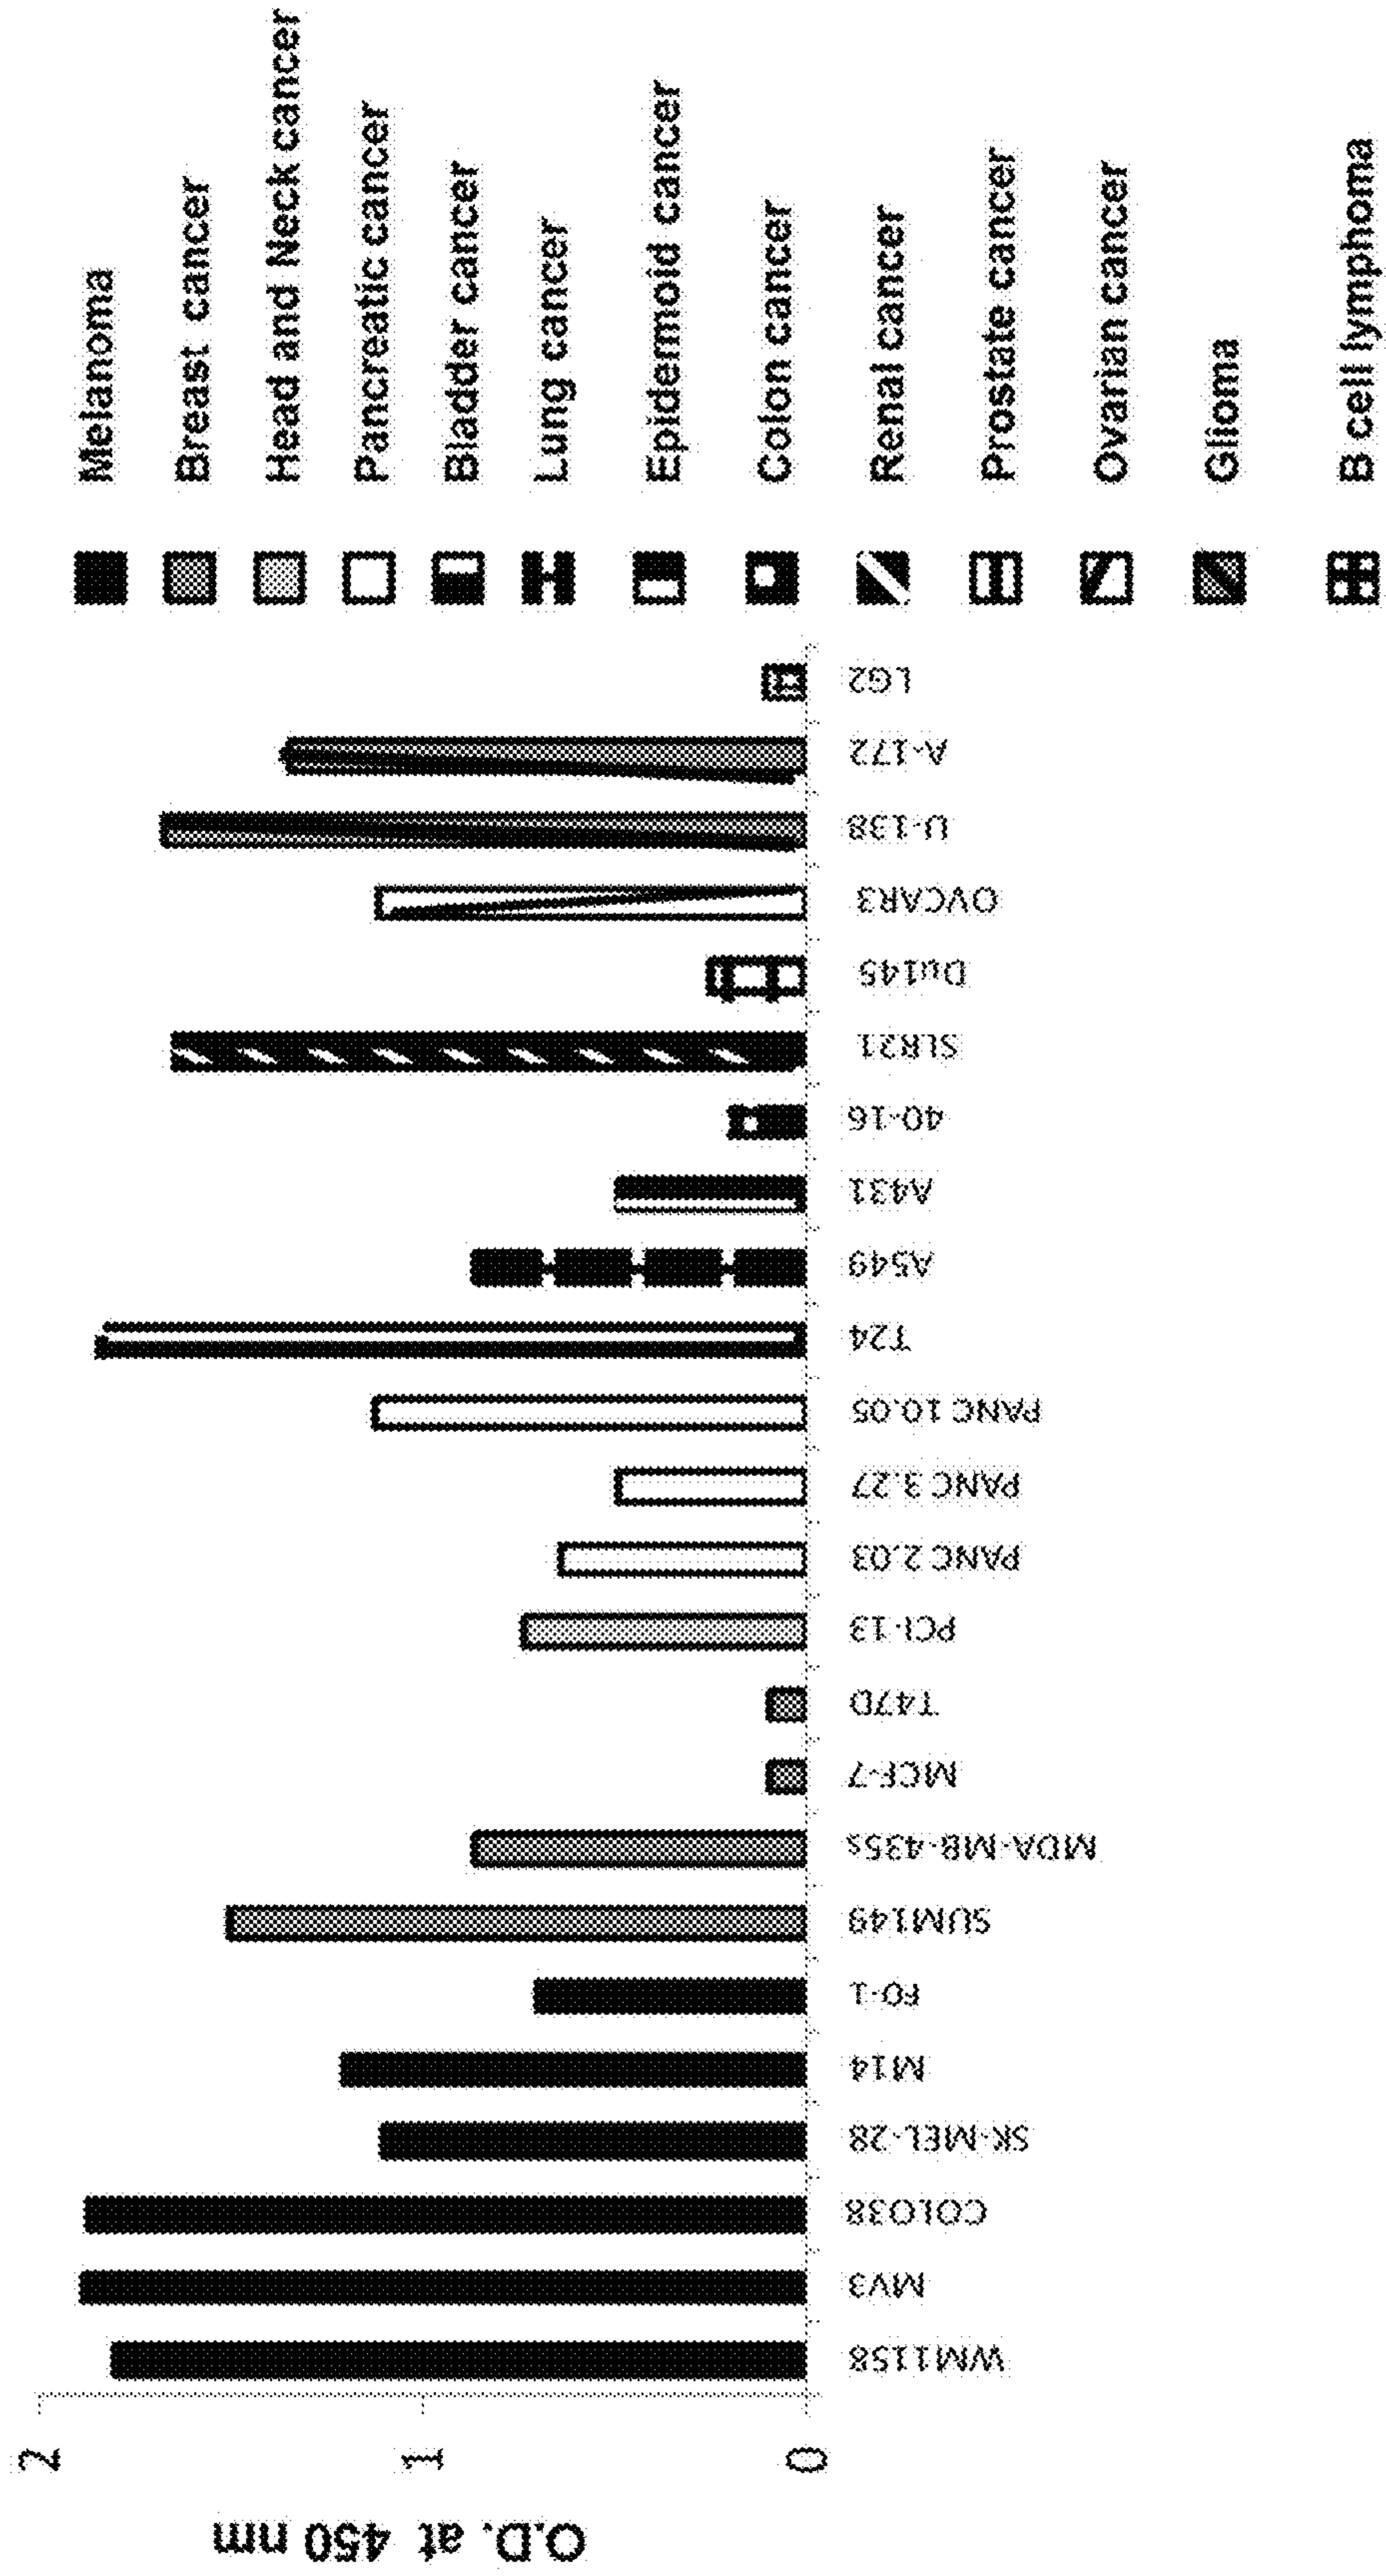 O.D. at 450 nm
2
1
0
WM1158
MV3
COLO38
SK-MEL-28
M14
FO-1
SUM149
MDA-MB-435s
MCF-7
T47D
PCI-13
PANC 2.03
PANC 3.27
PANC 10.05
T24
A549
A431
40-16
SLR21
Du145
OVCAR3
U-138
A-172
LG2
Melanoma
Breast cancer
Head and Neck cancer
Pancreatic cancer
Bladder cancer
Lung cancer
Epidermoid cancer
Colon cancer
Renal cancer
Prostate cancer
Ovarian cancer
Glioma
B cell lymphoma